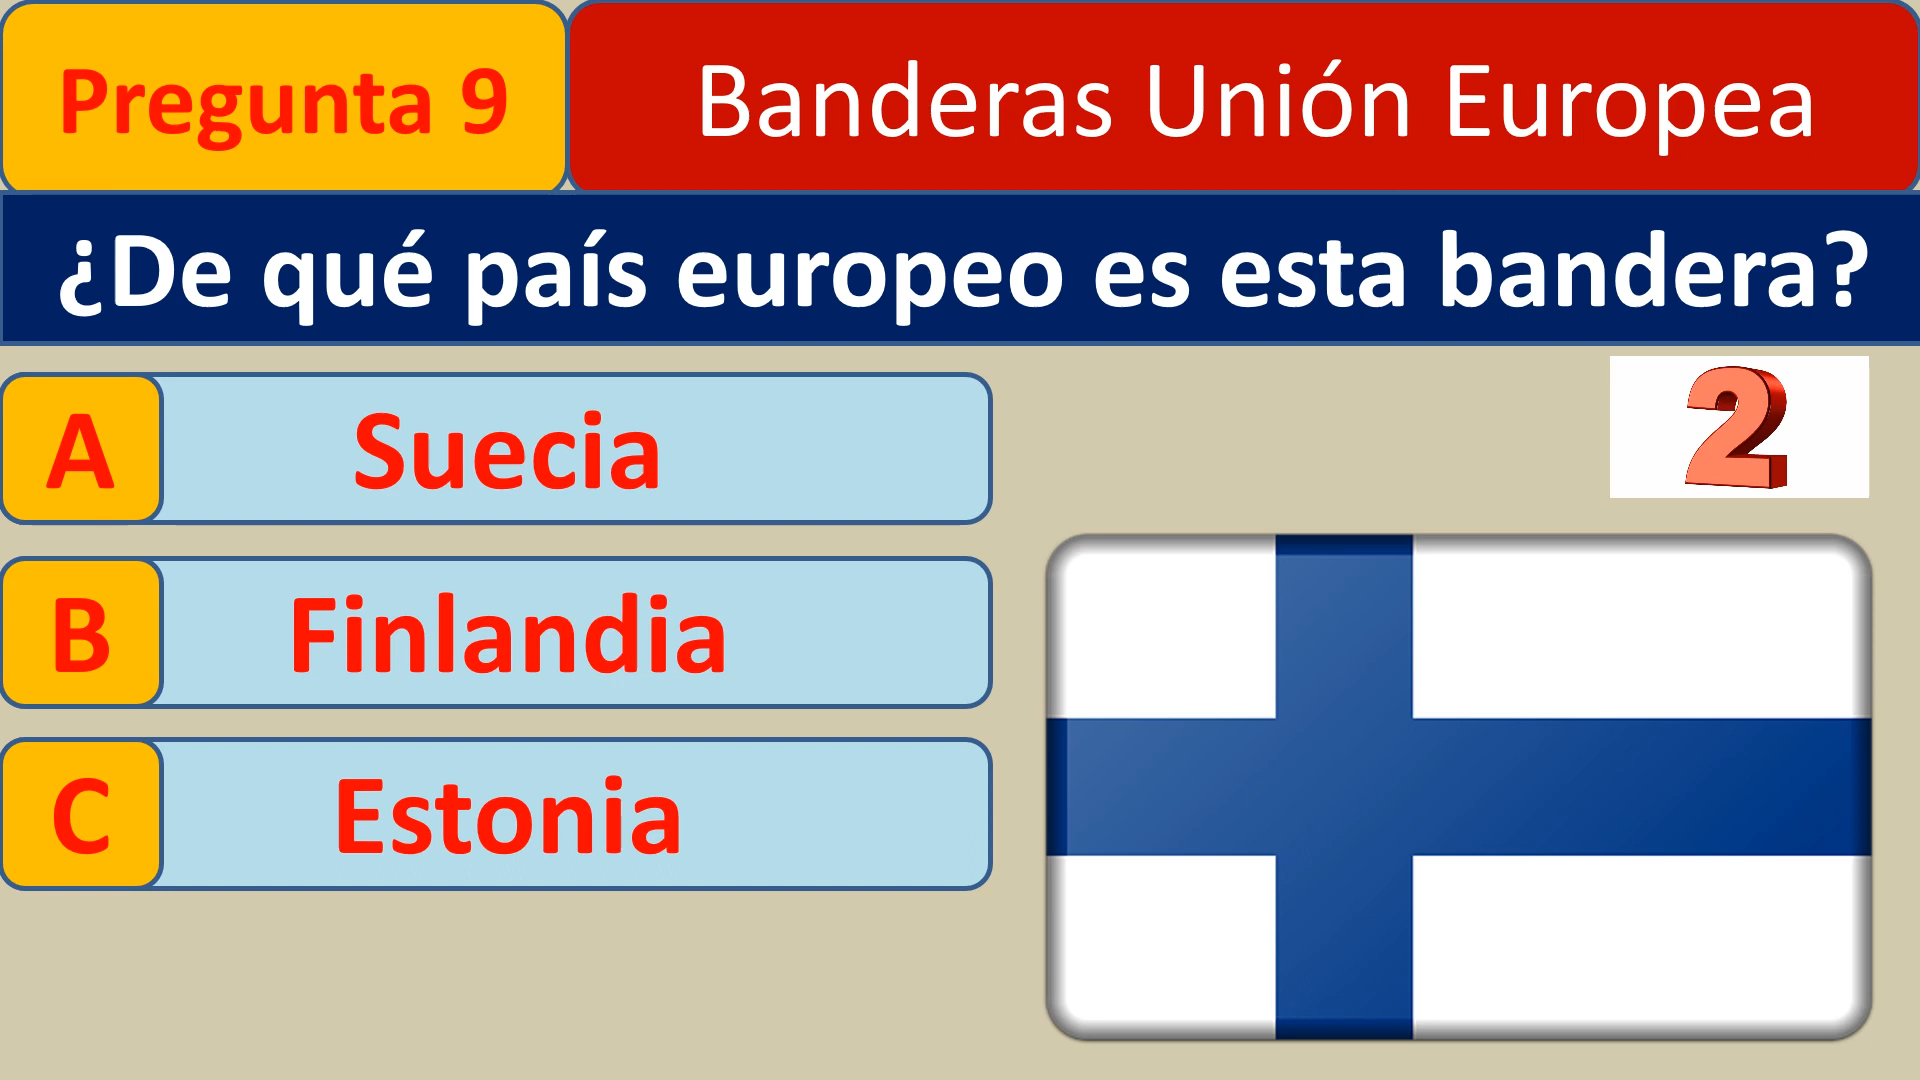 Pregunta 9
Banderas Unión Europea
¿De qué país europeo es esta bandera?
2
A Suecia
B Finlandia
C Estonia